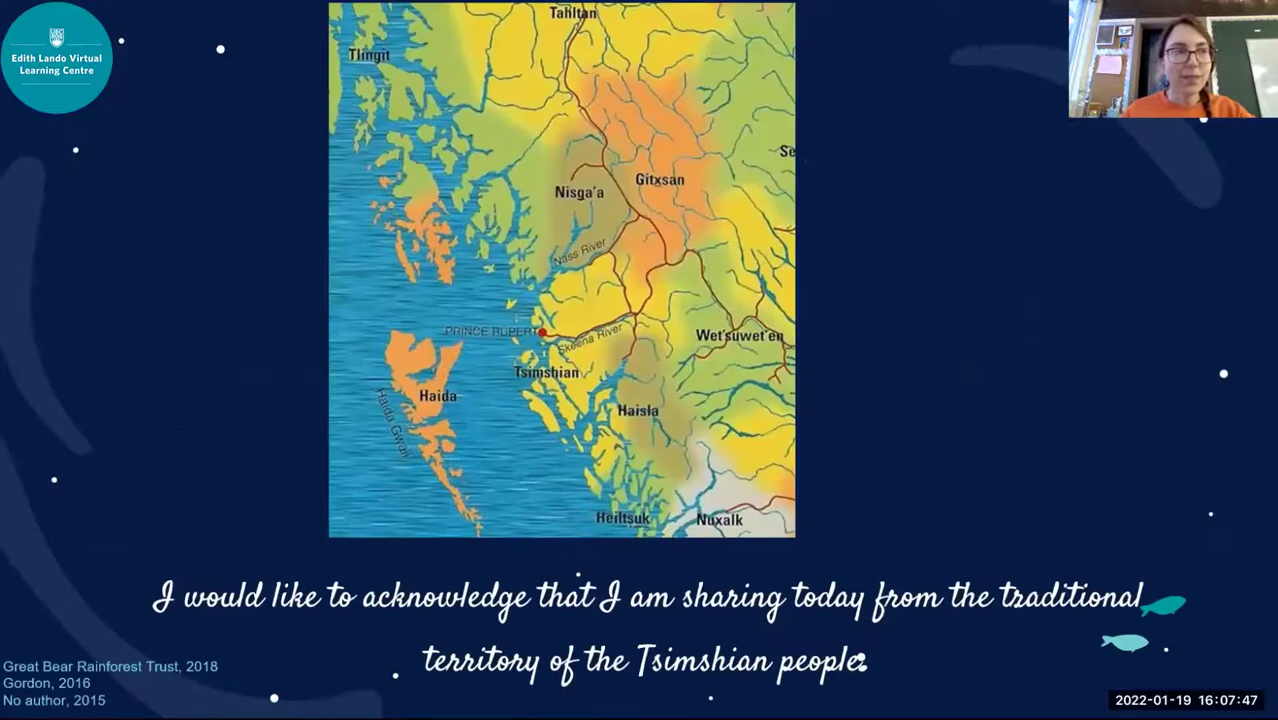 Edith Lando Virtual
Learning Centre
Tahltan
Tlingit
Se
Gitxsan
Nisga'a
Nass River
PRINCE RUPERT
Skeena River
Wet'suwet'en
Tsimshian
Haida
Haida Gwaii
Haisla
Heiltsuk
Nuxalk
I would like to acknowledge that I am sharing today from the traditional
territory of the Tsimshian people.
Great Bear Rainforest Trust, 2018
Gordon, 2016
No author, 2015
2022-01-19 16:07:47